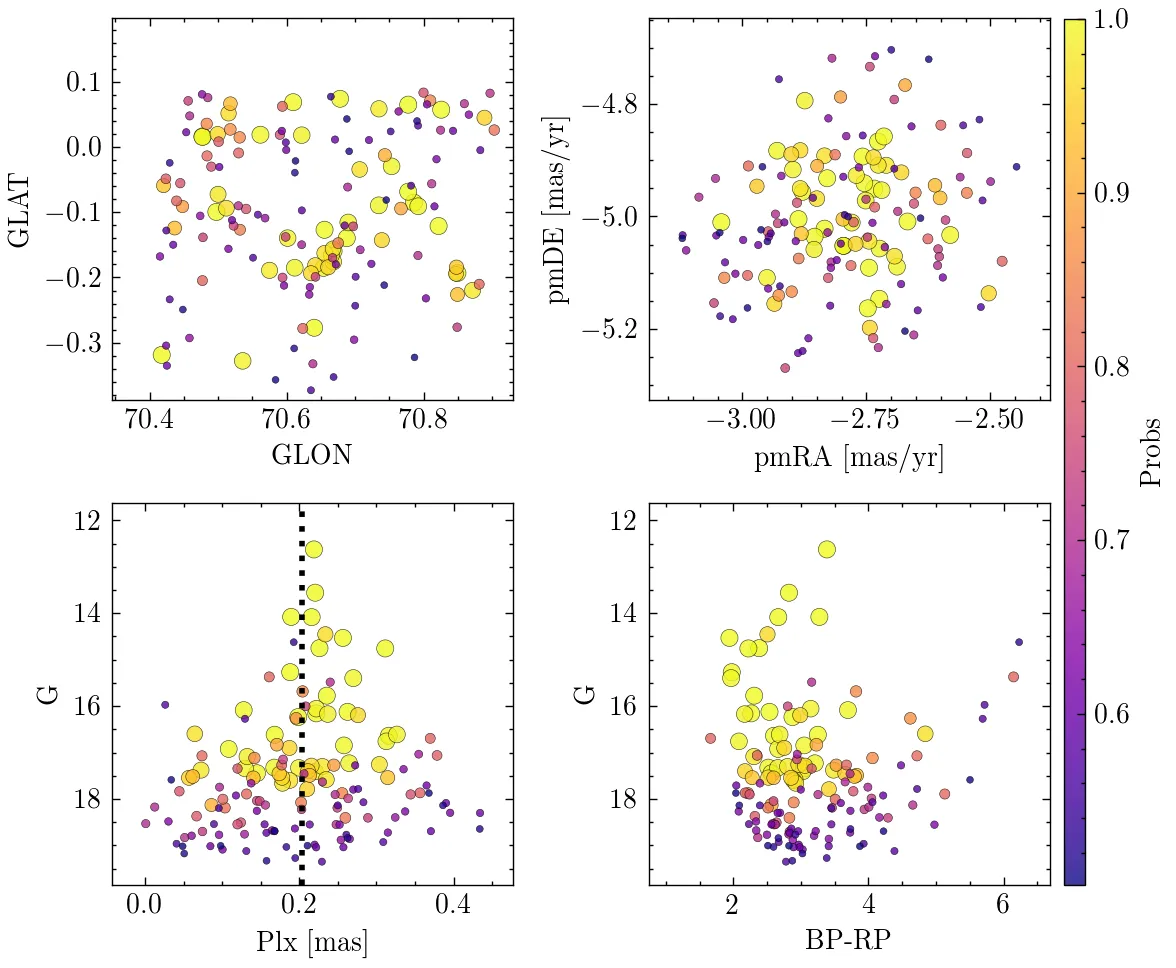 0.1
0.0
−0.1
−0.2
−0.3
GLAT
70.4 70.6 70.8
GLON
−4.8
−5.0
−5.2
pmDE [mas/yr]
−3.00 −2.75 −2.50
pmRA [mas/yr]
12
14
16
18
G
0.0 0.2 0.4
Plx [mas]
12
14
16
18
G
2 4 6
BP-RP
1.0
0.9
0.8
0.7
0.6
Probs